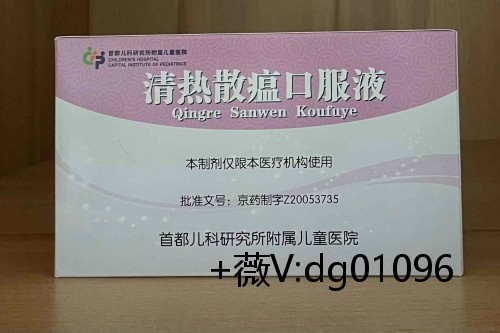 首都儿科研究所附属儿童医院
CHILDREN'S HOSPITAL
CAPITAL INSTITUTE OF PEDIATRICS
清热散瘟口服液
Qingre Sanwen Koufuye
本制剂仅限本医疗机构使用
批准文号：京药制字Z20053735
首都儿科研究所附属儿童医院
+薇V:dg01096